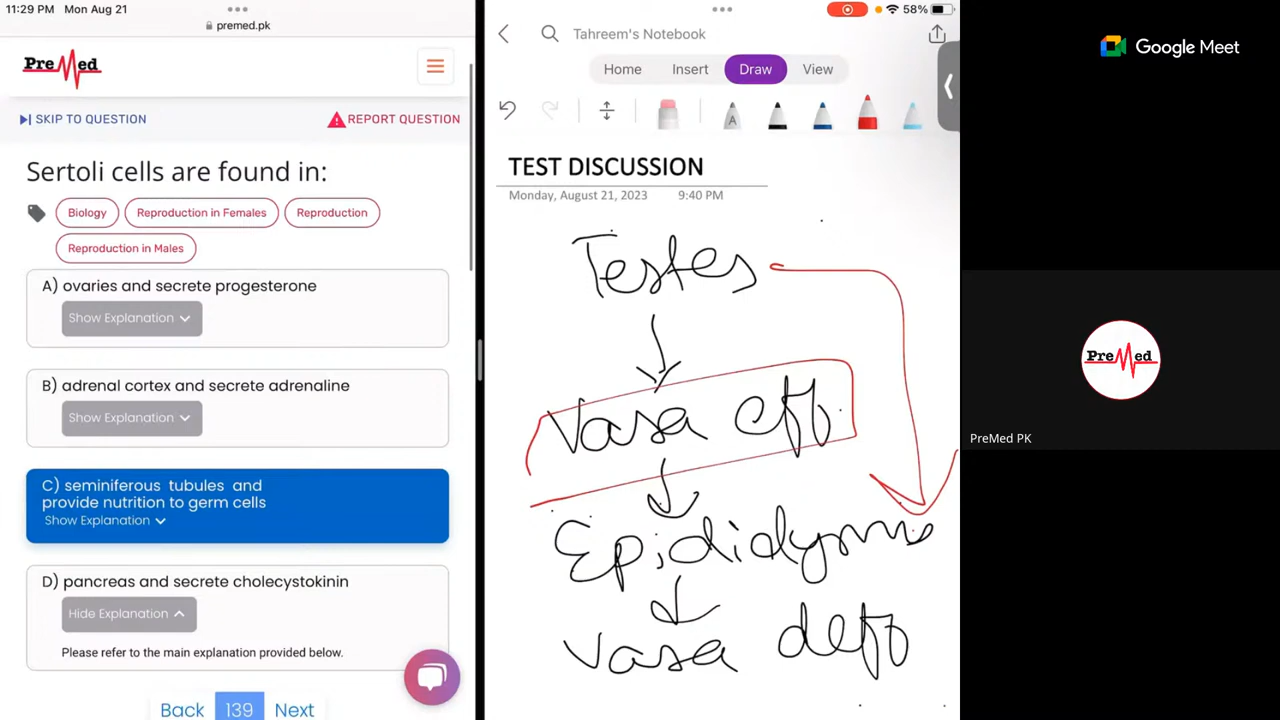 11:29 PM Mon Aug 21
premed.pk
PreMed
SKIP TO QUESTION
REPORT QUESTION
Sertoli cells are found in:
Biology
Reproduction in Females
Reproduction
Reproduction in Males
A) ovaries and secrete progesterone
Show Explanation
B) adrenal cortex and secrete adrenaline
Show Explanation
C) seminiferous tubules and
provide nutrition to germ cells
Show Explanation
D) pancreas and secrete cholecystokinin
Hide Explanation
Please refer to the main explanation provided below.
Back 139 Next
58%
Tahreem's Notebook
Home Insert Draw View
A
TEST DISCUSSION
Monday, August 21, 2023 9:40 PM
Testes
Vasa eff.
Epididymis
Vasa deff
Google Meet
PreMed
PreMed PK